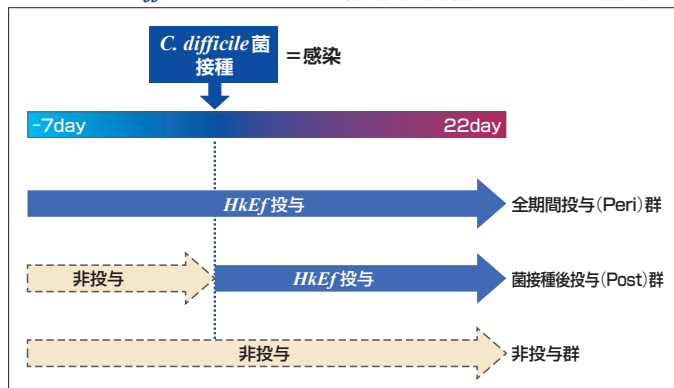 C. difficile菌
接種
=感染
-7day
22day
HkEf投与
全期間投与(Peri)群
非投与
HkEf投与
菌接種後投与(Post)群
非投与
非投与群